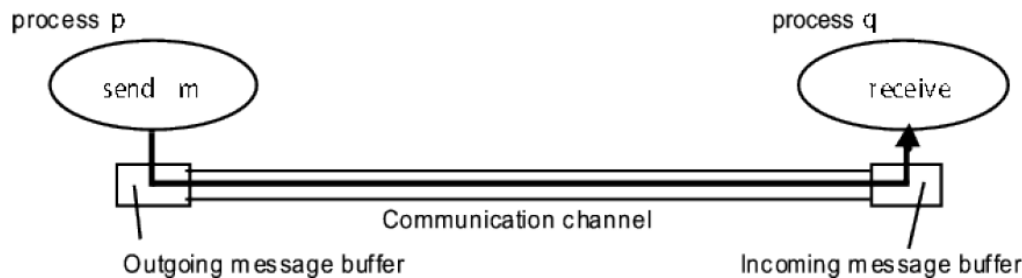 process p
process q
send m
receive
Communication channel
Outgoing message buffer
Incoming message buffer